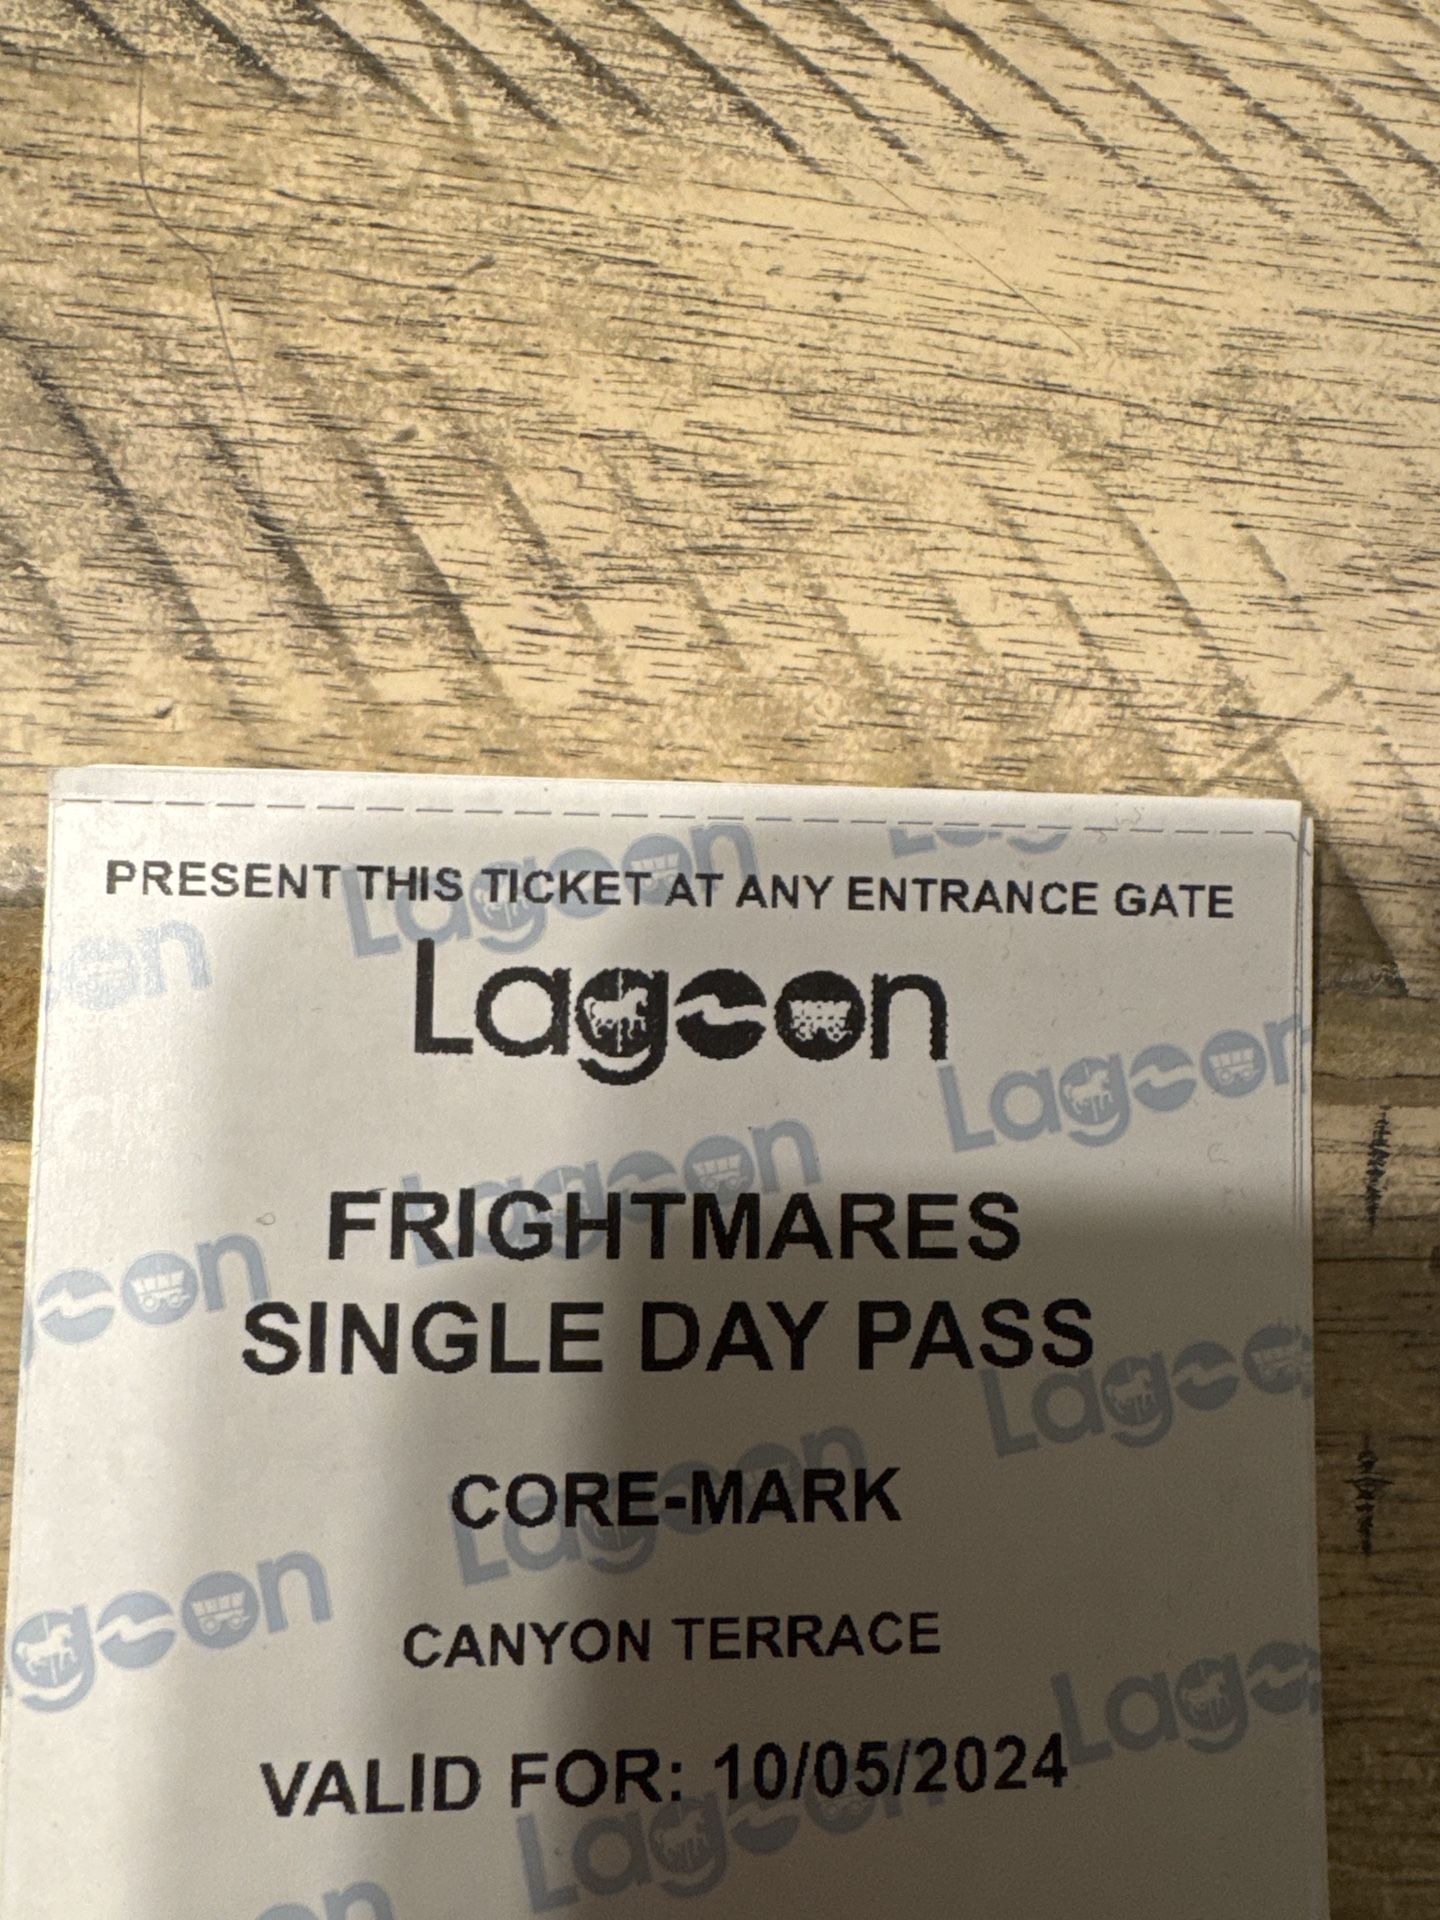 PRESENT THIS TICKET AT ANY ENTRANCE GATE
Lagoon
FRIGHTMARES
SINGLE DAY PASS
CORE-MARK
CANYON TERRACE
VALID FOR: 10/05/2024